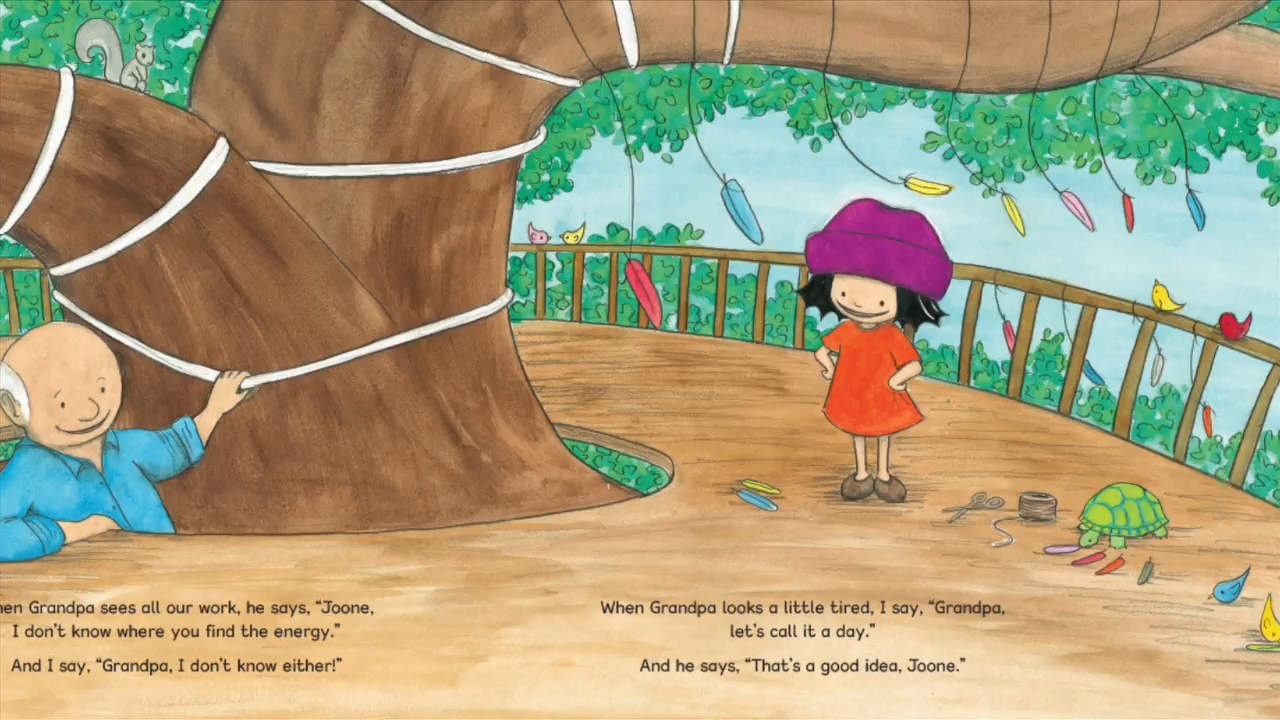 Grandpa sees all our work, he says, “Joone,
I don’t know where you find the energy.”
And I say, “Grandpa, I don’t know either!”
When Grandpa looks a little tired, I say, “Grandpa,
let’s call it a day.”
And he says, “That’s a good idea, Joone.”